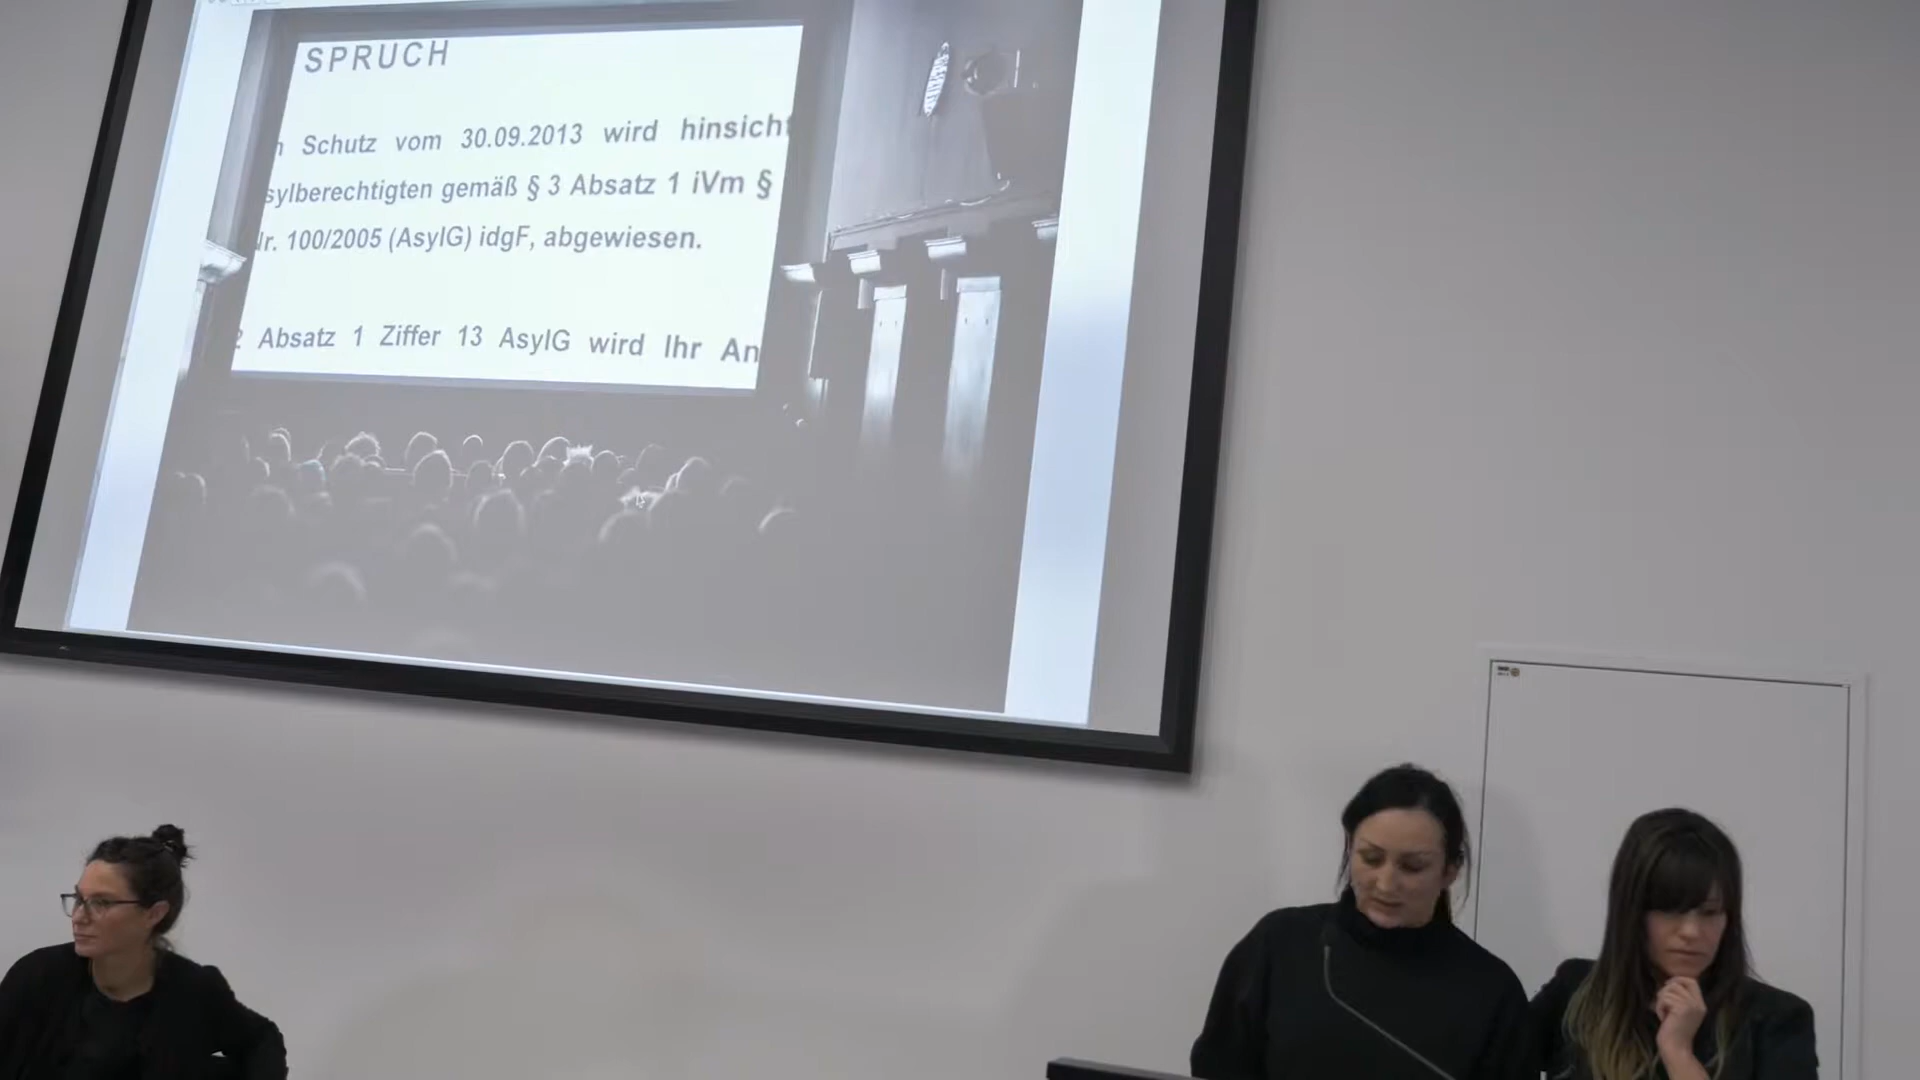 SPRUCH
Schutz vom 30.09.2013 wird hinsicht
sylberechtigten gemäß § 3 Absatz 1 iVm §
Nr. 100/2005 (AsylG) idgF, abgewiesen.
2 Absatz 1 Ziffer 13 AsylG wird Ihr An